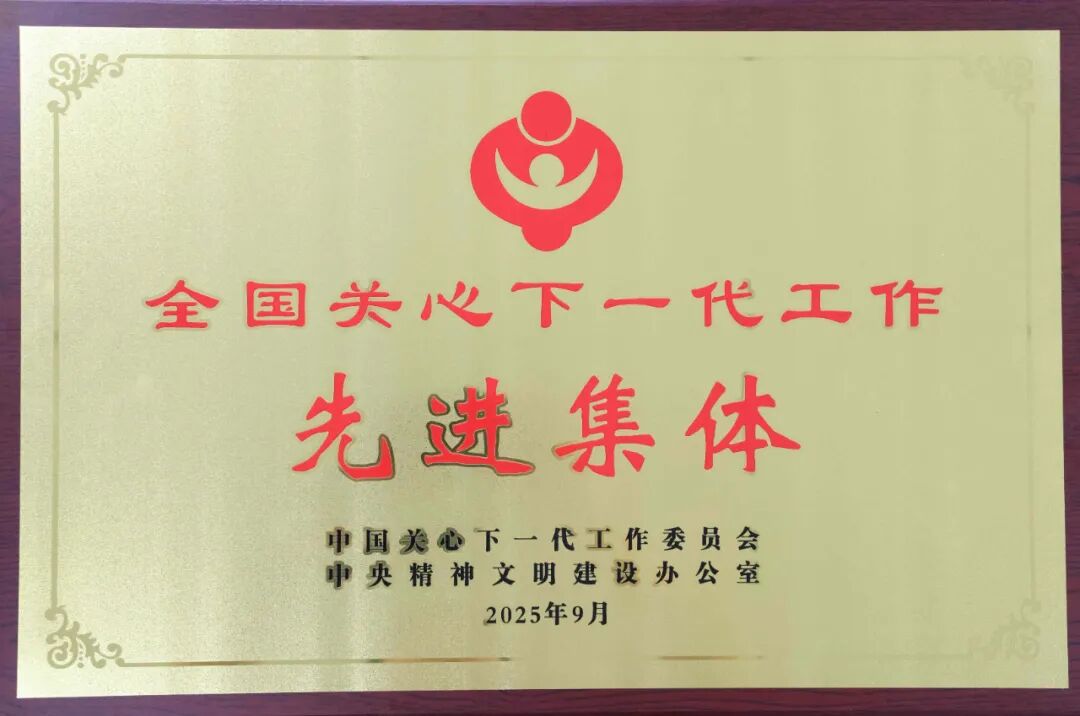 全国关心下一代工作
先进集体
中国关心下一代工作委员会
中央精神文明建设办公室
2025年9月